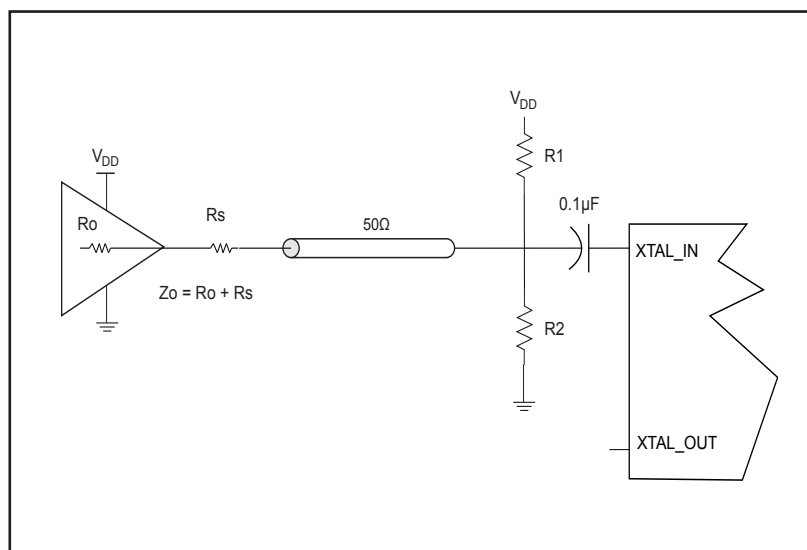 V_DD
R1
V_DD
0.1µF
Ro
Rs
50Ω
XTAL_IN
Zo = Ro + Rs
R2
XTAL_OUT